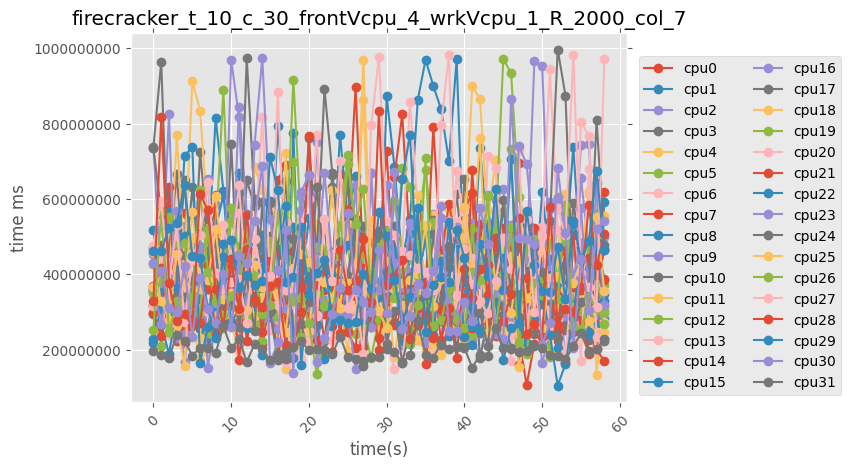 firecracker_t_10_c_30_frontVcpu_4_wrkVcpu_1_R_2000_col_7
1000000000
800000000
600000000
400000000
200000000
time ms
0
10
20
30
40
50
60
time(s)
cpu0
cpu1
cpu2
cpu3
cpu4
cpu5
cpu6
cpu7
cpu8
cpu9
cpu10
cpu11
cpu12
cpu13
cpu14
cpu15
cpu16
cpu17
cpu18
cpu19
cpu20
cpu21
cpu22
cpu23
cpu24
cpu25
cpu26
cpu27
cpu28
cpu29
cpu30
cpu31